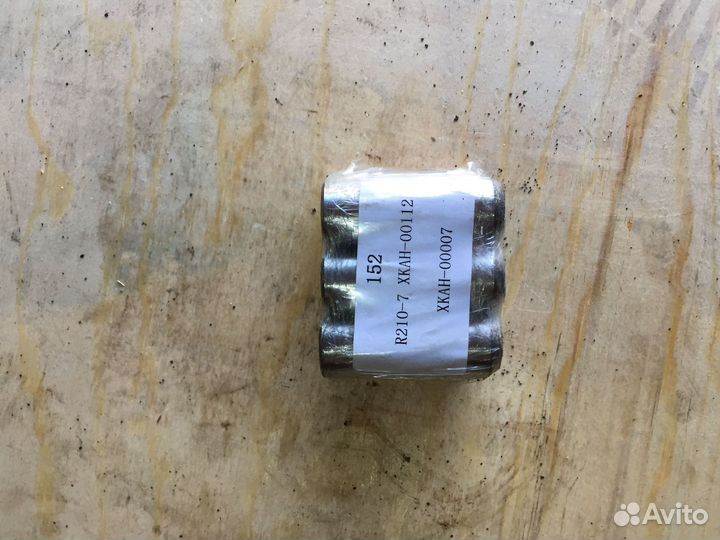 152
R210-7 XKAH-00112
XKAH-00007
Avito